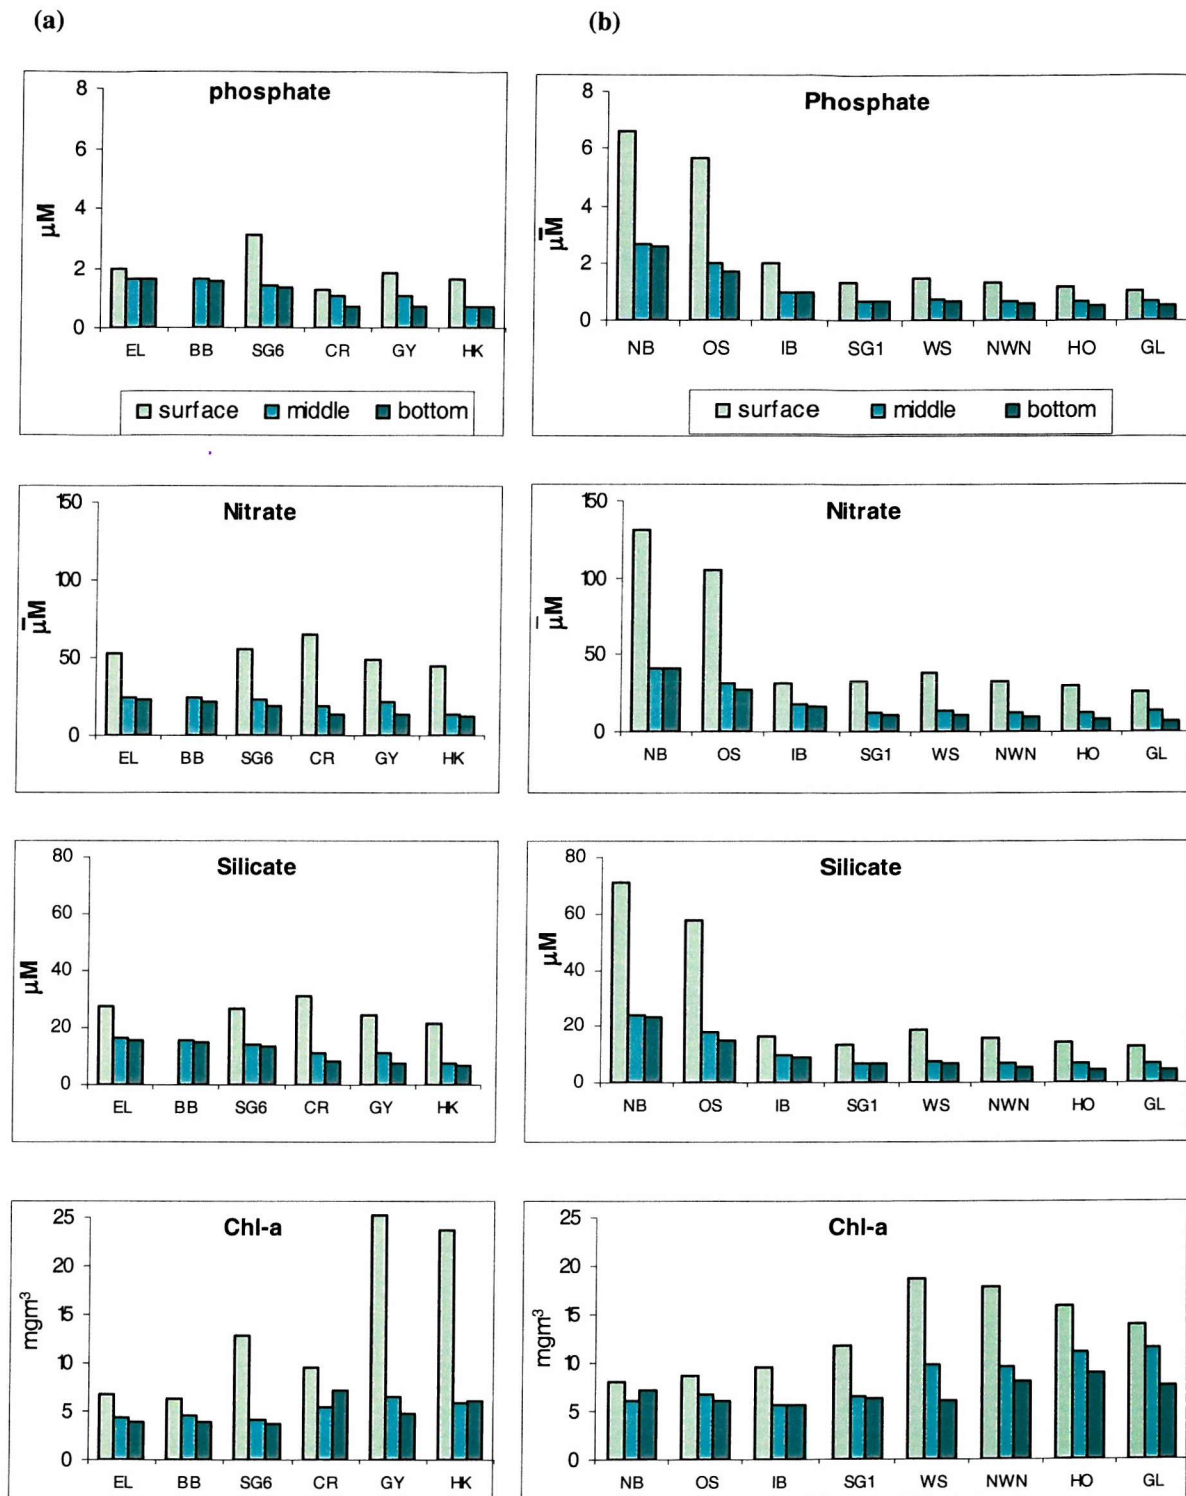 (a)
(b)
phosphate
8
6
4
2
0
µM
EL BB SG6 CR GY HK
surface middle bottom
Phosphate
8
6
4
2
0
µM
NB OS IB SG1 WS NWN HO GL
surface middle bottom
Nitrate
150
100
50
0
µM
EL BB SG6 CR GY HK
Nitrate
150
100
50
0
µM
NB OS IB SG1 WS NWN HO GL
Silicate
80
60
40
20
0
µM
EL BB SG6 CR GY HK
Silicate
80
60
40
20
0
µM
NB OS IB SG1 WS NWN HO GL
Chl-a
25
20
15
10
5
0
mgm³
EL BB SG6 CR GY HK
Chl-a
25
20
15
10
5
0
mgm³
NB OS IB SG1 WS NWN HO GL